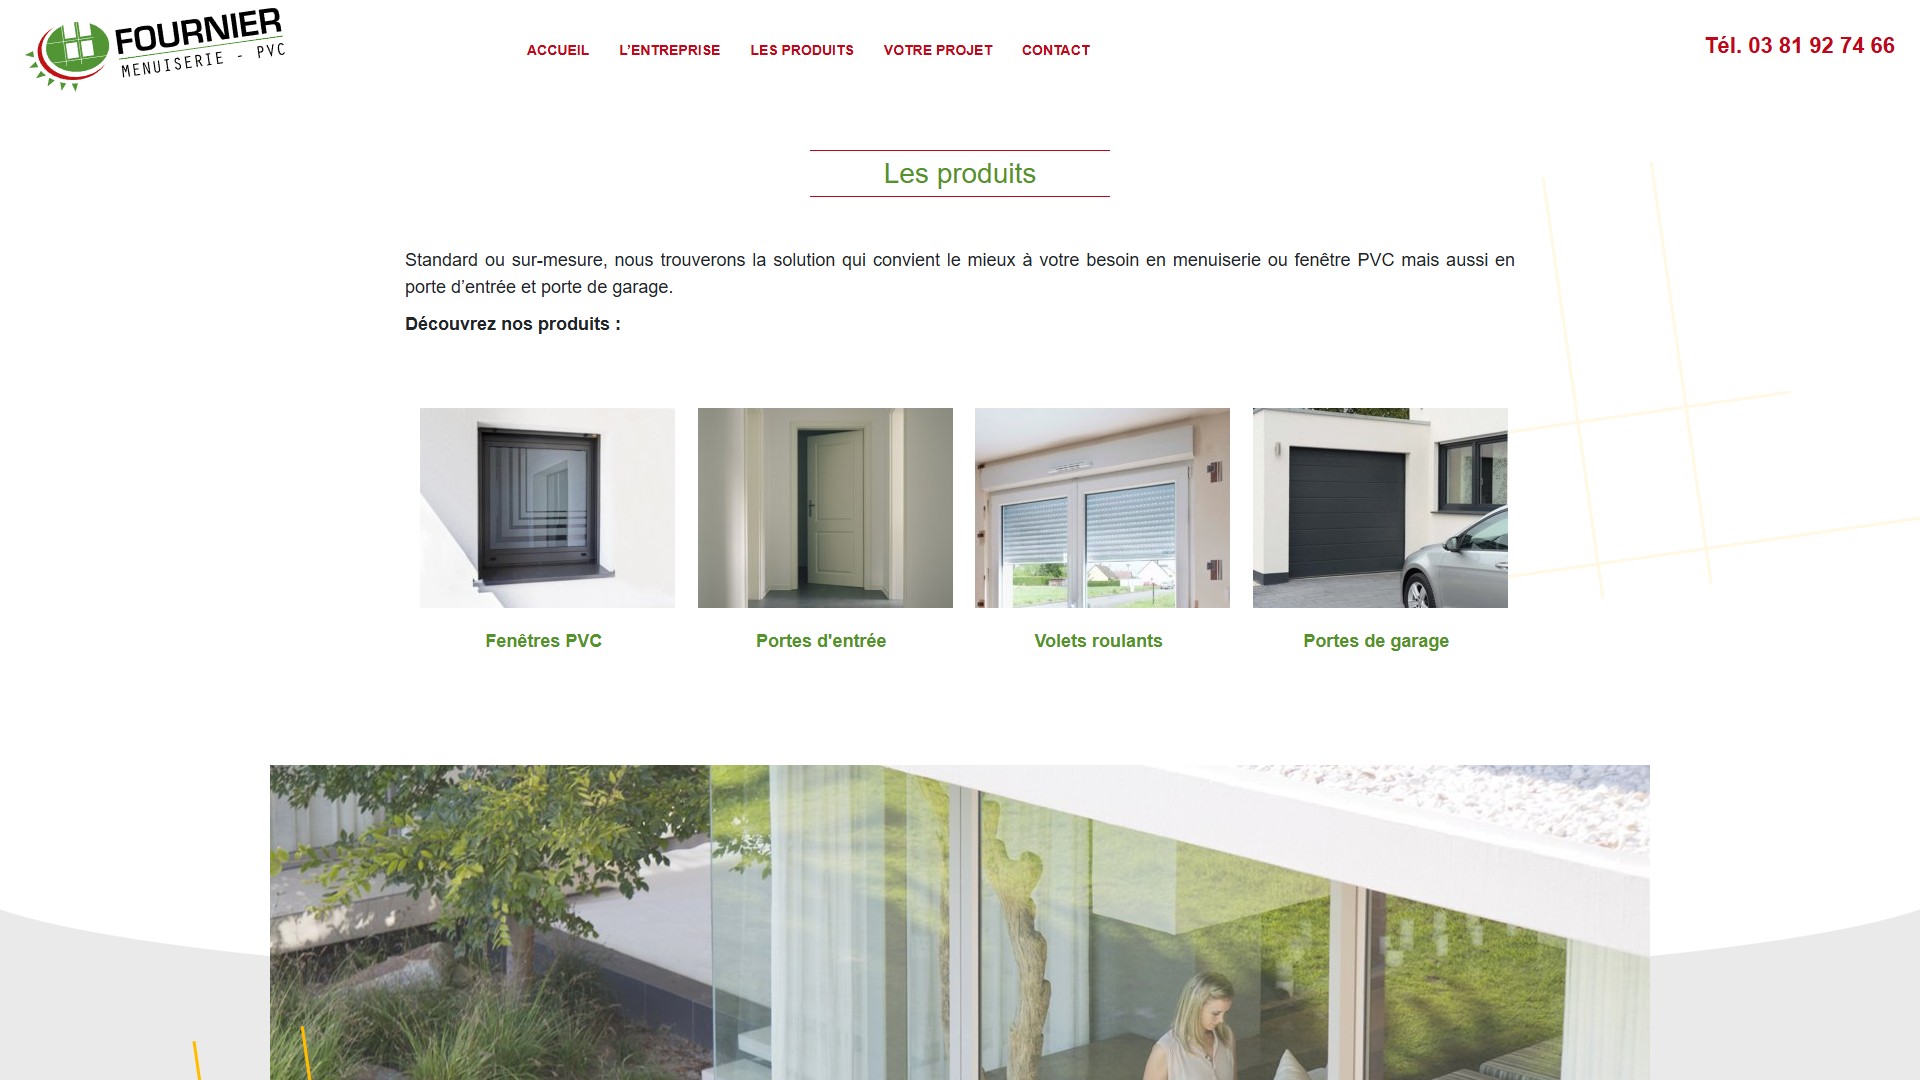 FOURNIER
MENUISERIE - PVC
ACCUEIL
L’ENTREPRISE
LES PRODUITS
VOTRE PROJET
CONTACT
Tél. 03 81 92 74 66
Les produits
Standard ou sur-mesure, nous trouverons la solution qui convient le mieux à votre besoin en menuiserie ou fenêtre PVC mais aussi en
porte d’entrée et porte de garage.
Découvrez nos produits :
Fenêtres PVC
Portes d'entrée
Volets roulants
Portes de garage